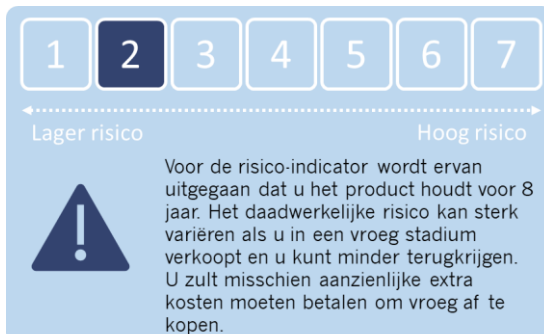 1 2 3 4 5 6 7
Lager risico Hoog risico
Voor de risico-indicator wordt ervan
uitgegaan dat u het product houdt voor 8
jaar. Het daadwerkelijke risico kan sterk
variëren als u in een vroeg stadium
verkoopt en u kunt minder terugkrijgen.
U zult misschien aanzienlijke extra
kosten moeten betalen om vroeg af te
kopen.